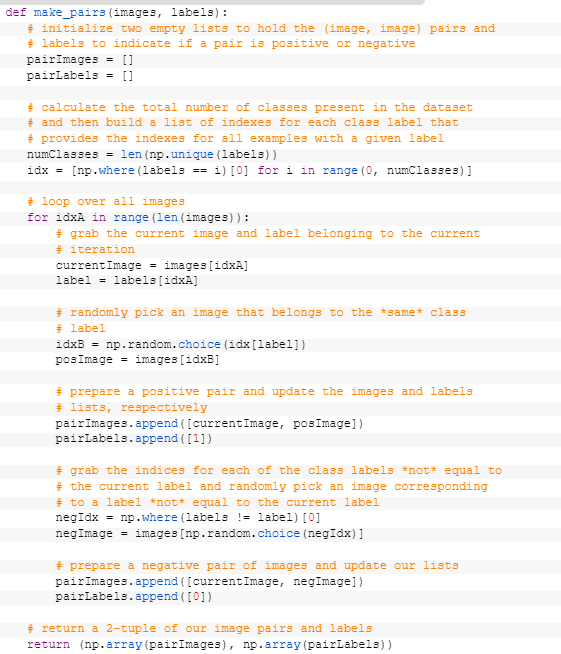 def make_pairs(images, labels):
    # initialize two empty lists to hold the (image, image) pairs and
    # labels to indicate if a pair is positive or negative
    pairImages = []
    pairLabels = []

    # calculate the total number of classes present in the dataset
    # and then build a list of indexes for each class label that
    # provides the indexes for all examples with a given label
    numClasses = len(np.unique(labels))
    idx = [np.where(labels == i)[0] for i in range(0, numClasses)]

    # loop over all images
    for idxA in range(len(images)):
        # grab the current image and label belonging to the current
        # iteration
        currentImage = images[idxA]
        label = labels[idxA]

        # randomly pick an image that belongs to the *same* class
        # label
        idxB = np.random.choice(idx[label])
        posImage = images[idxB]

        # prepare a positive pair and update the images and labels
        # lists, respectively
        pairImages.append([currentImage, posImage])
        pairLabels.append([1])

        # grab the indices for each of the class labels *not* equal to
        # the current label and randomly pick an image corresponding
        # to a label *not* equal to the current label
        negIdx = np.where(labels != label)[0]
        negImage = images[np.random.choice(negIdx)]

        # prepare a negative pair of images and update our lists
        pairImages.append([currentImage, negImage])
        pairLabels.append([0])

    # return a 2-tuple of our image pairs and labels
    return (np.array(pairImages), np.array(pairLabels))